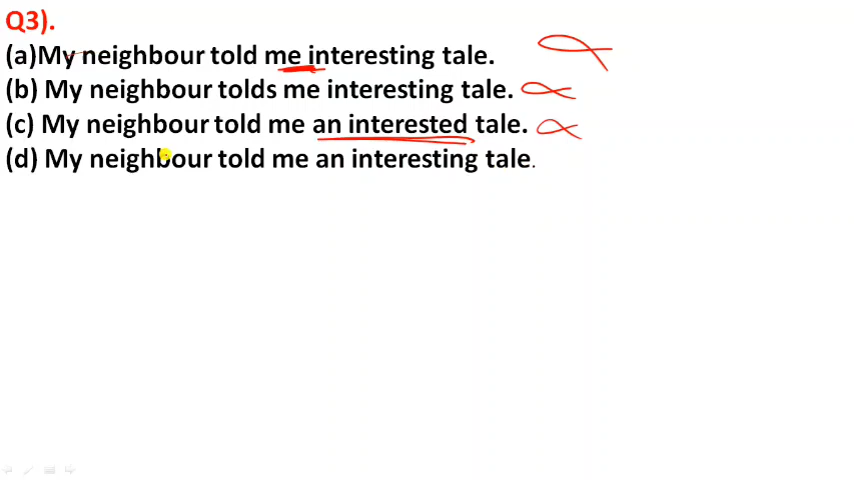 Q3).
(a)My neighbour told me interesting tale.
(b) My neighbour tolds me interesting tale.
(c) My neighbour told me an interested tale.
(d) My neighbour told me an interesting tale.